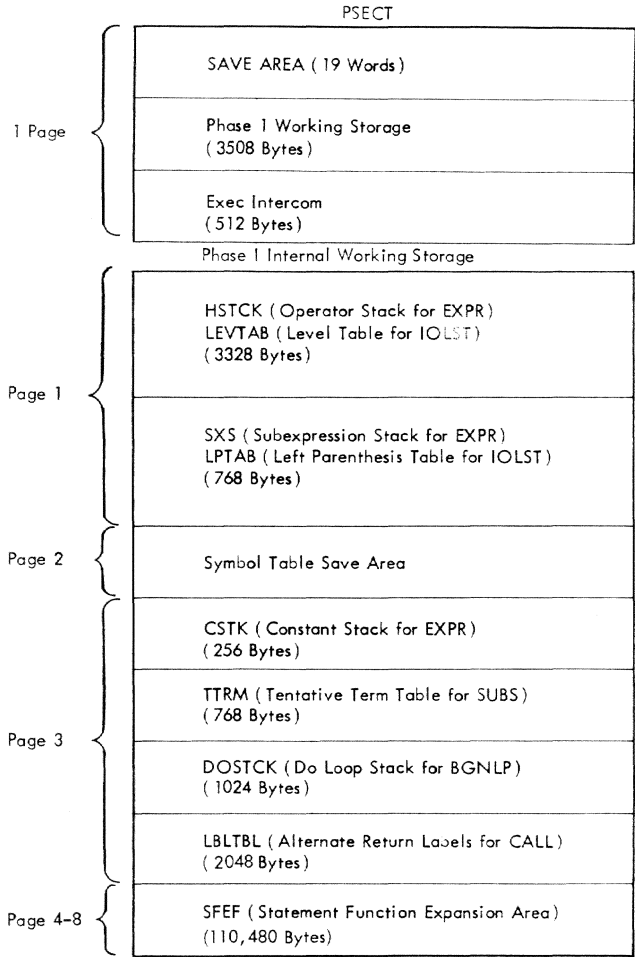 PSECT
SAVE AREA ( 19 Words )
1 Page
Phase 1 Working Storage
( 3508 Bytes )
Exec Intercom
( 512 Bytes )
Phase 1 Internal Working Storage
HSTCK ( Operator Stack for EXPR )
LEVTAB ( Level Table for IOLST )
( 3328 Bytes )
Page 1
SXS ( Subexpression Stack for EXPR )
LPTAB ( Left Parenthesis Table for IOLST )
( 768 Bytes )
Page 2
Symbol Table Save Area
CSTK ( Constant Stack for EXPR )
( 256 Bytes )
TTRM ( Tentative Term Table for SUBS )
( 768 Bytes )
Page 3
DOSTCK ( Do Loop Stack for BGNLP )
( 1024 Bytes )
LBLTBL ( Alternate Return Labels for CALL )
( 2048 Bytes )
Page 4-8
SFEF ( Statement Function Expansion Area )
(110,480 Bytes)